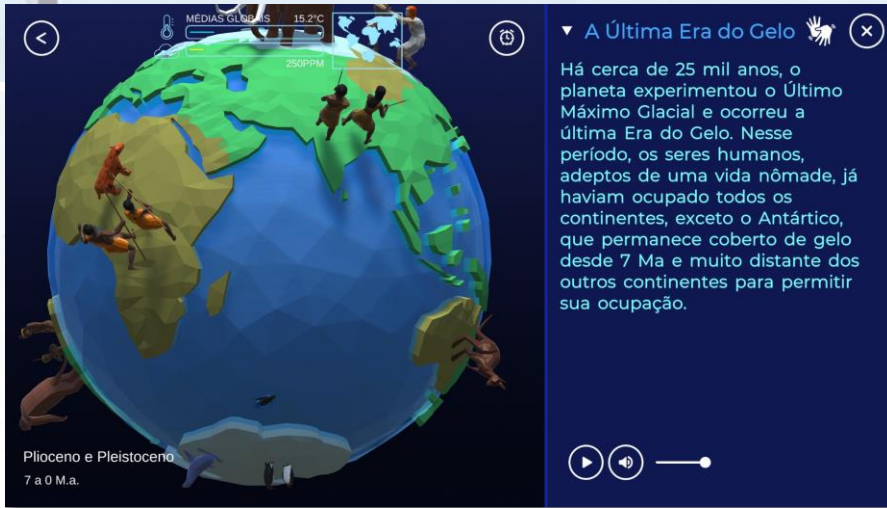 MÉDIAS GLOBAIS 15.2°C
250PPM
Plioceno e Pleistoceno
7 a 0 M.a.
A Última Era do Gelo
Há cerca de 25 mil anos, o
planeta experimentou o Último
Máximo Glacial e ocorreu a
última Era do Gelo. Nesse
período, os seres humanos,
adeptos de uma vida nômade, já
haviam ocupado todos os
continentes, exceto o Antártico,
que permanece coberto de gelo
desde 7 Ma e muito distante dos
outros continentes para permitir
sua ocupação.